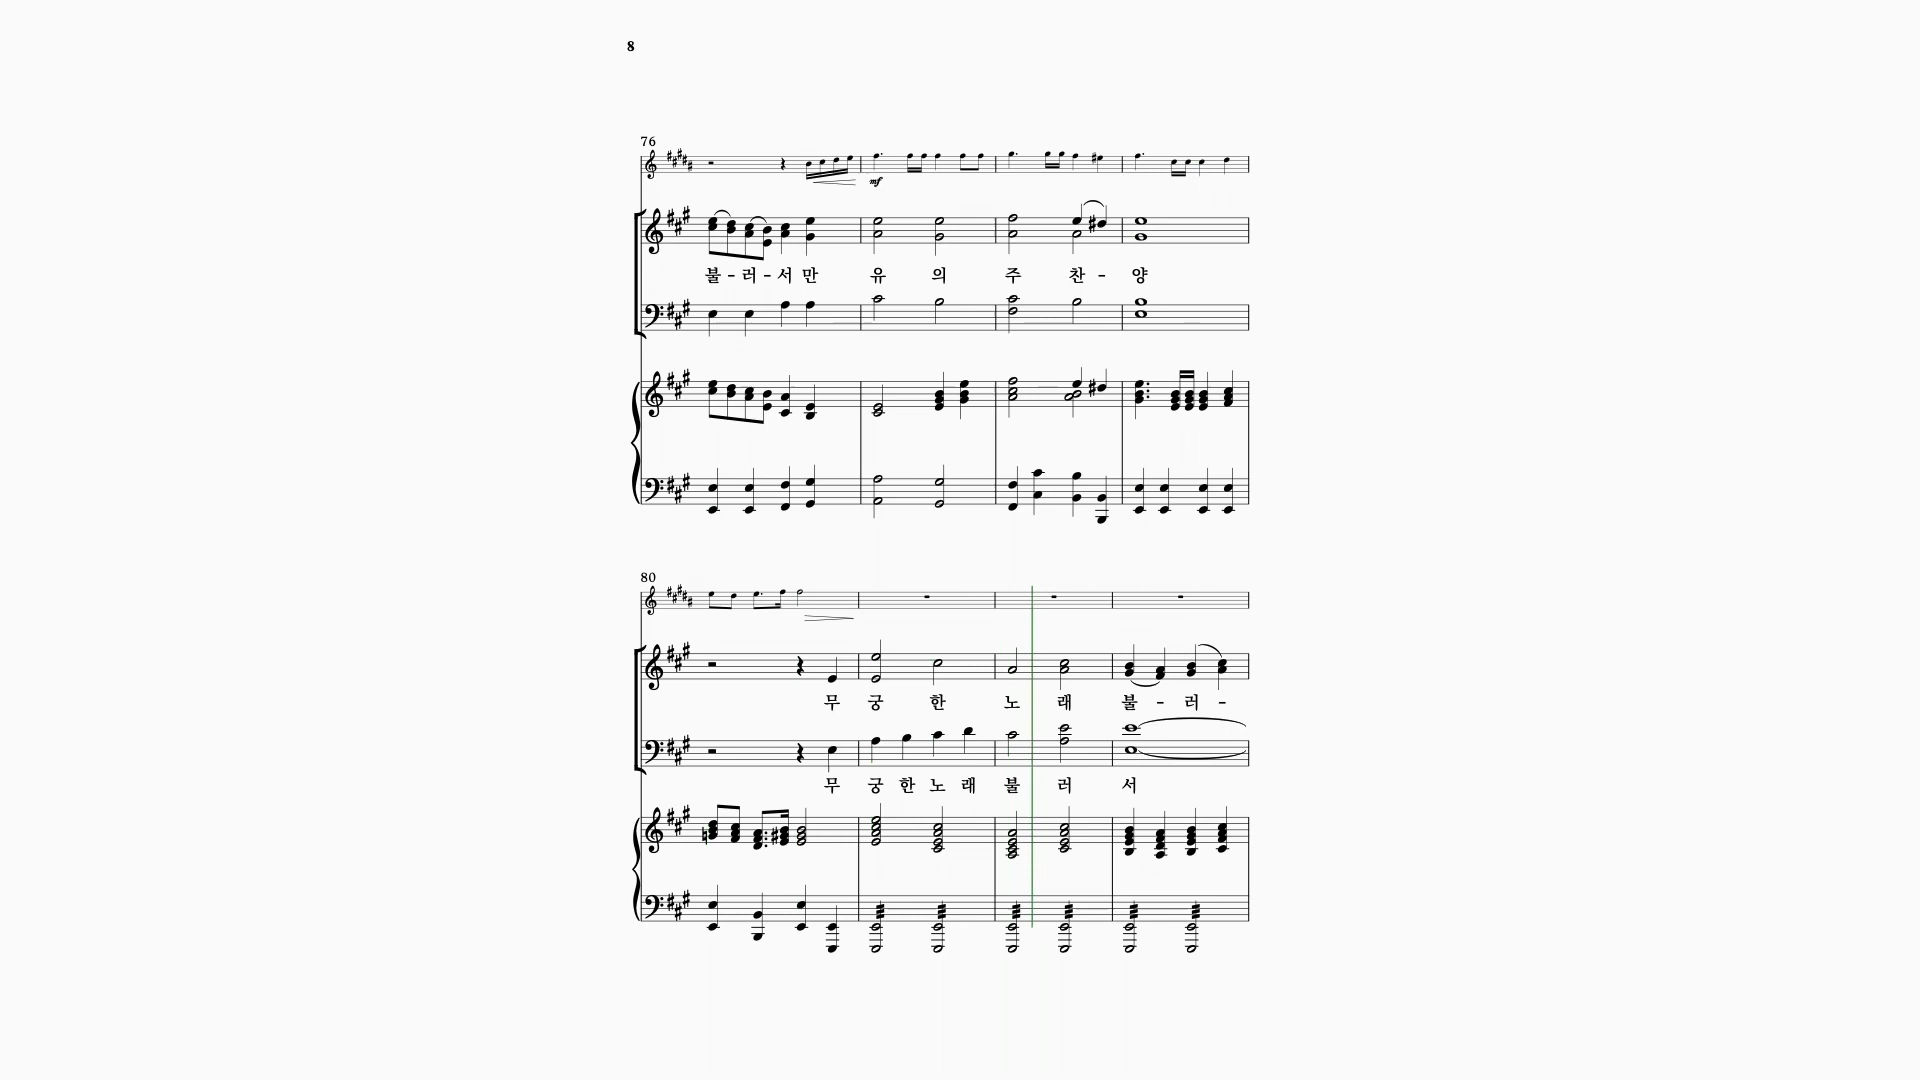 8
76
mf
불 - 러 - 서 만 유 의 주 찬 - 양
80
무 궁 한 노 래 불 - 러 -
무 궁 한 노 래 불 러 서